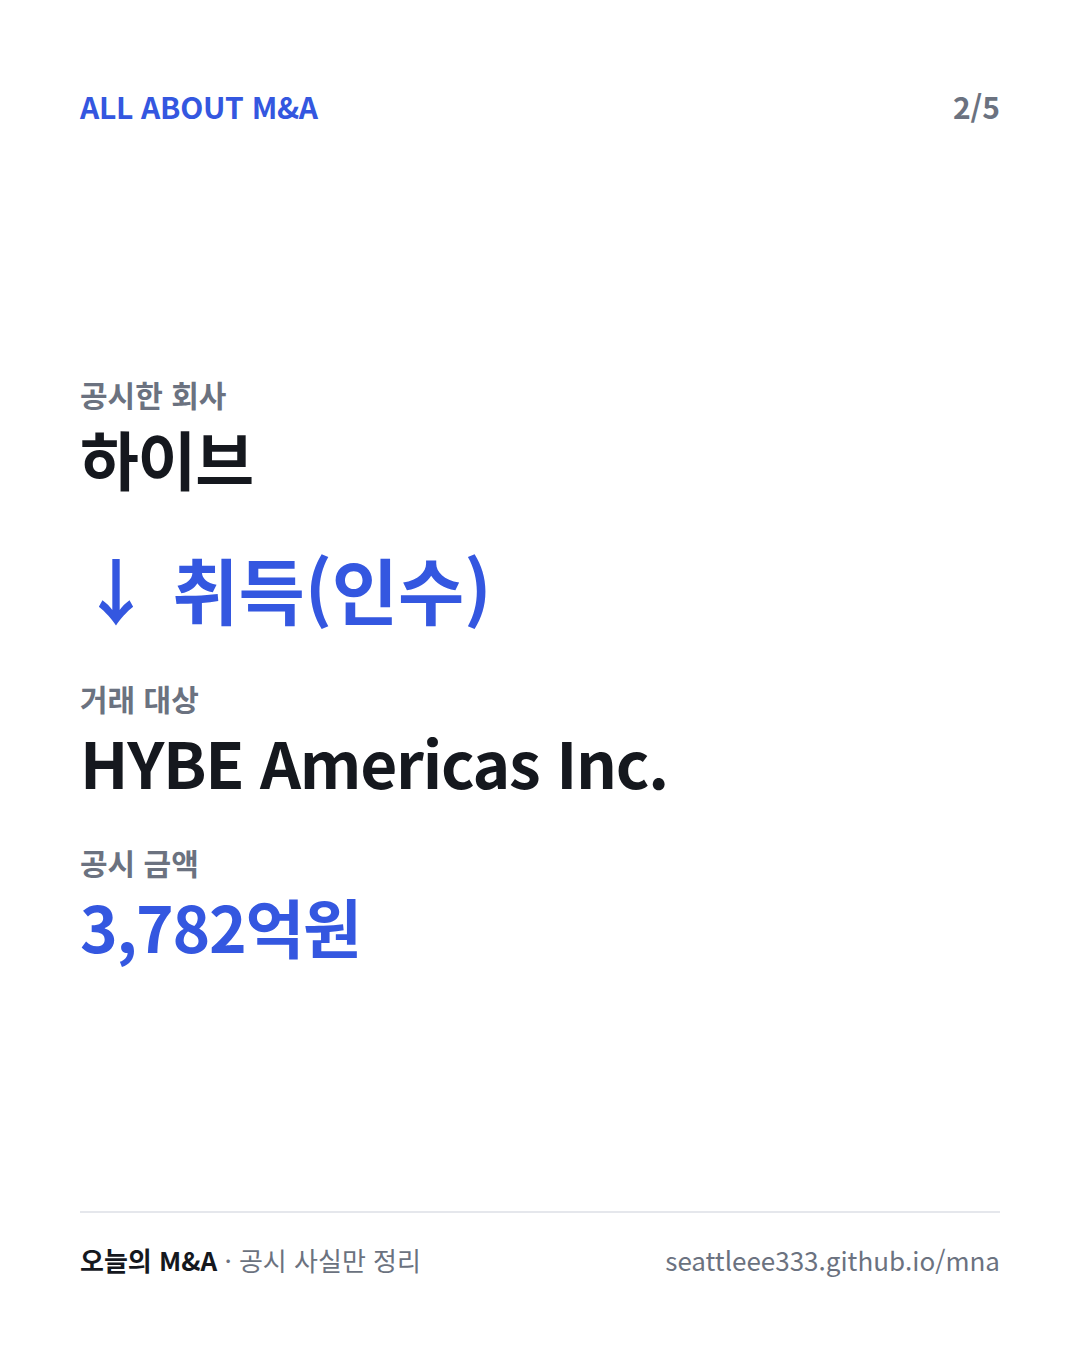 ALL ABOUT M&A
2/5
공시한 회사
하이브
↓ 취득(인수)
거래 대상
HYBE Americas Inc.
공시 금액
3,782억원
오늘의 M&A · 공시 사실만 정리
seattleee333.github.io/mna